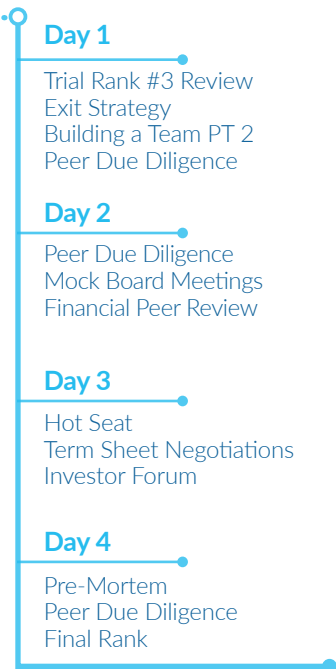 Day 1
Trial Rank #3 Review
Exit Strategy
Building a Team PT 2
Peer Due Diligence
Day 2
Peer Due Diligence
Mock Board Meetings
Financial Peer Review
Day 3
Hot Seat
Term Sheet Negotiations
Investor Forum
Day 4
Pre-Mortem
Peer Due Diligence
Final Rank